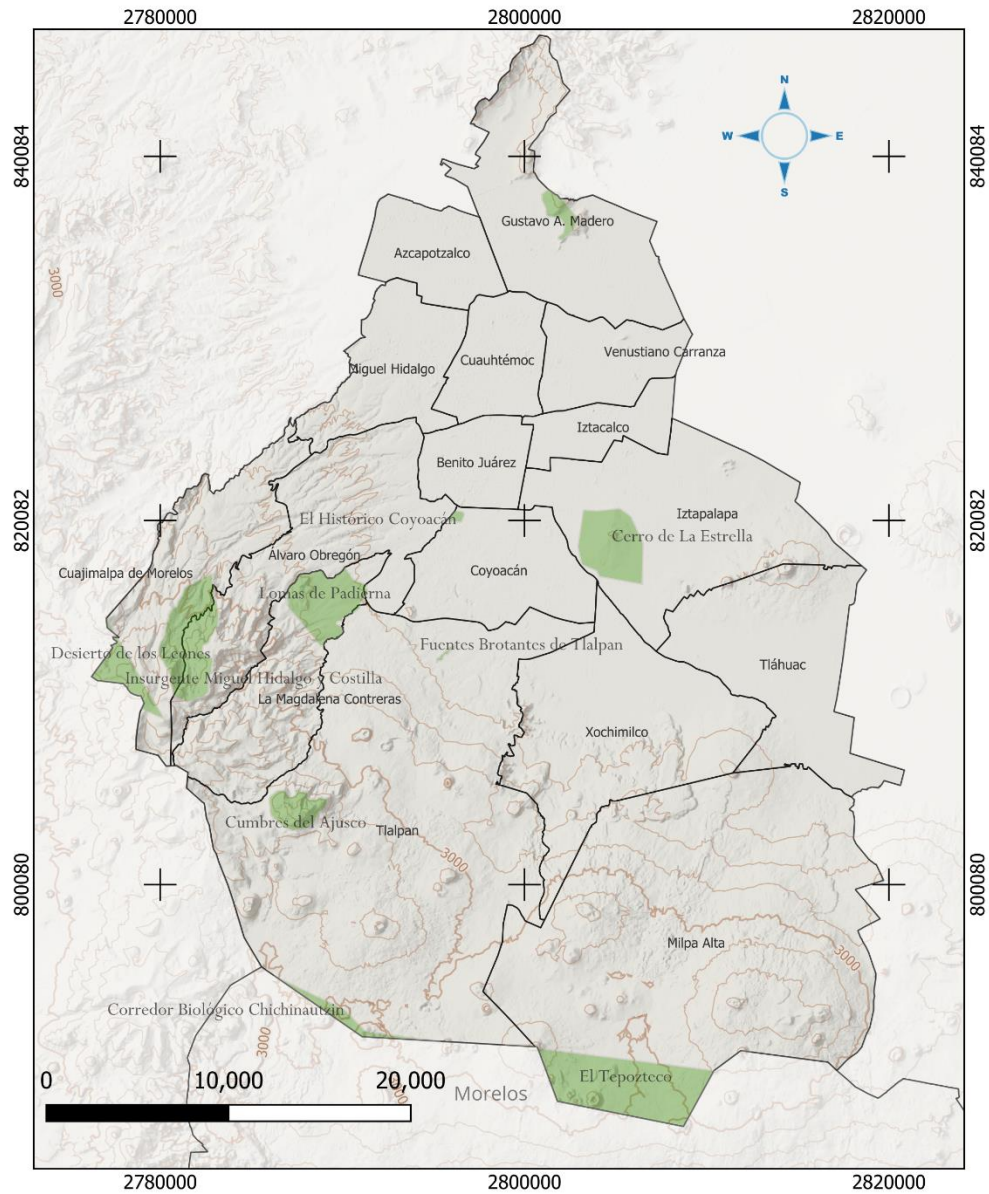 2780000 2800000 2820000
N
W E
S
840084 840084
Gustavo A. Madero
Azcapotzalco
3000
Venustiano Carranza
Cuauhtémoc
Miguel Hidalgo
Iztacalco
Benito Juárez
820082 820082
Iztapalapa
El Histórico Coyoacán
Cerro de La Estrella
Álvaro Obregón
Coyoacán
Cuajimalpa de Morelos
Lomas de Padierna
Fuentes Brotantes de Tlalpan
Desierto de los Leones
Tláhuac
Insurgente Miguel Hidalgo y Costilla
La Magdalena Contreras
Xochimilco
Cumbres del Ajusco
Tlalpan
3000
800080 800080
Milpa Alta
3000
Corredor Biológico Chichinautzin
3000
El Tepozteco
0 10,000 20,000
3000
Morelos
2780000 2800000 2820000